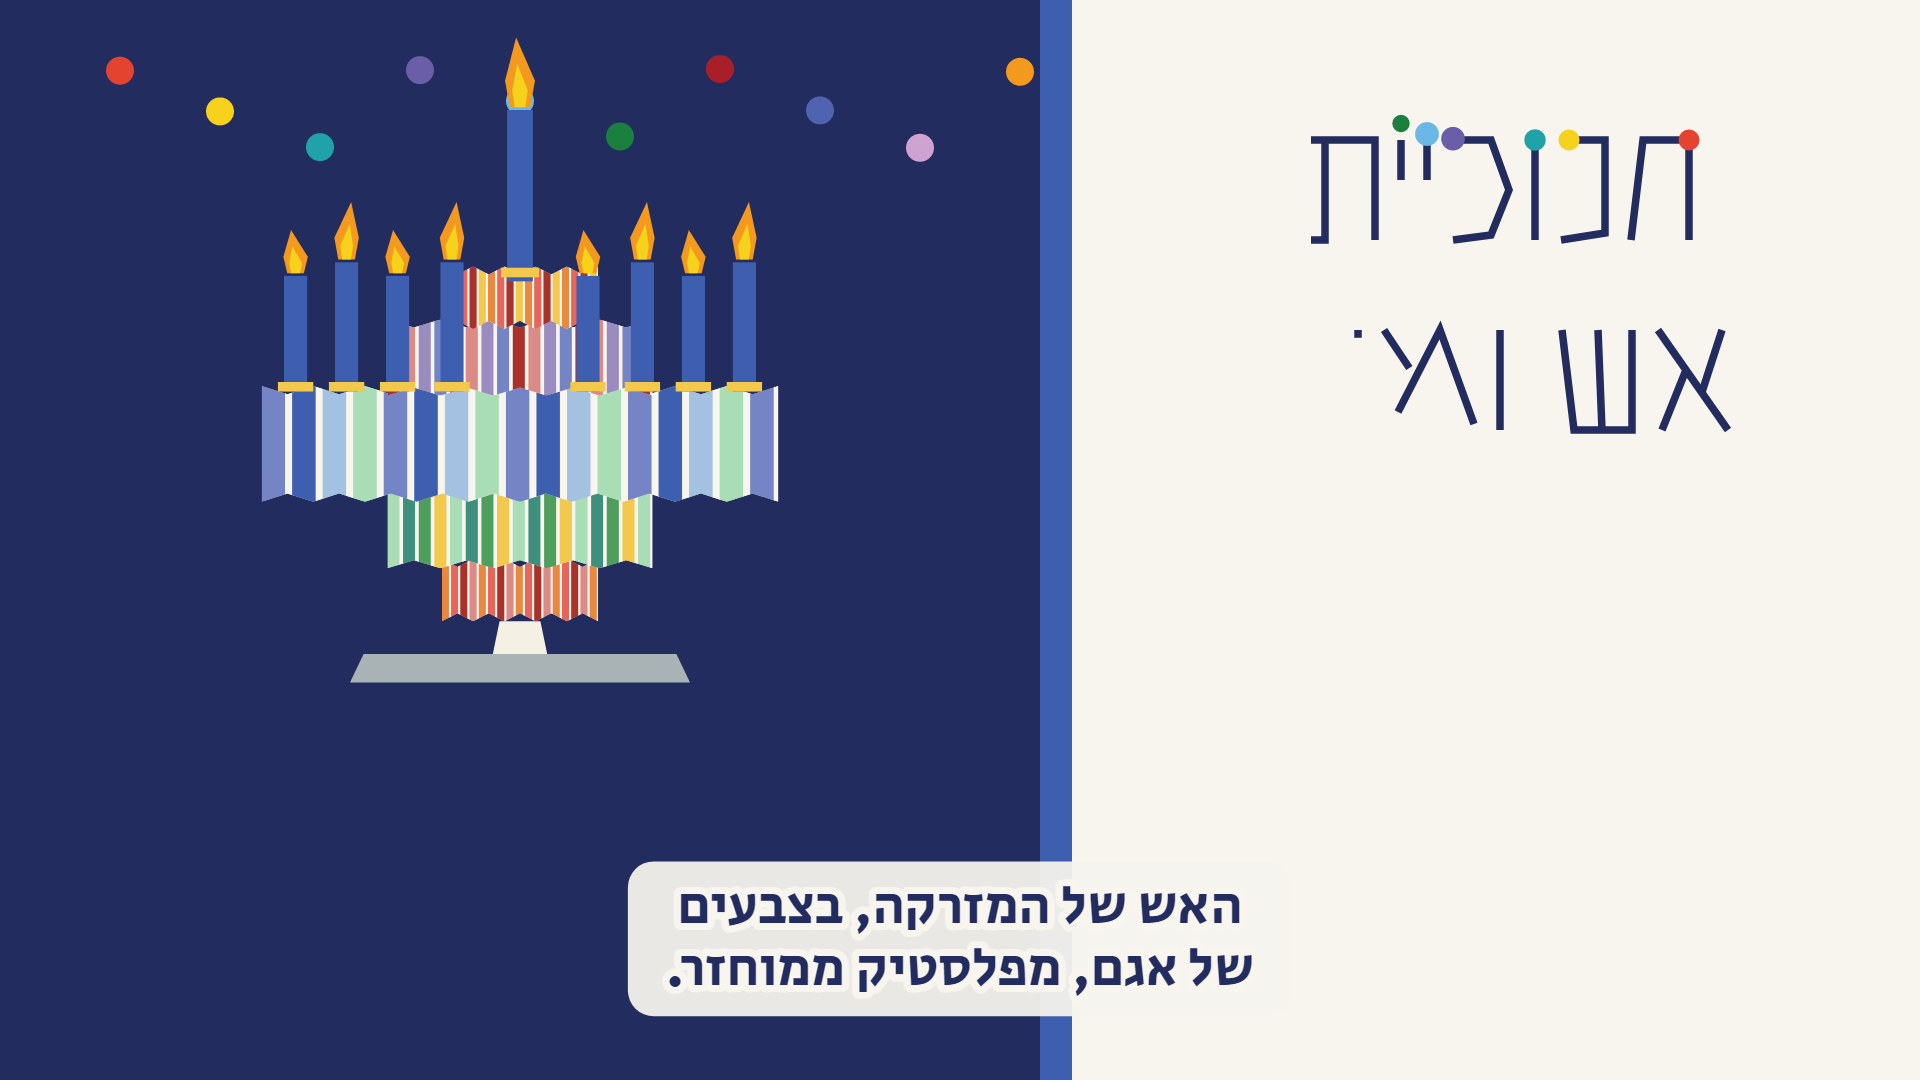 חנוכיית
אש ומי
האש של המזרקה, בצבעים
של אגם, מפלסטיק ממוחזר.